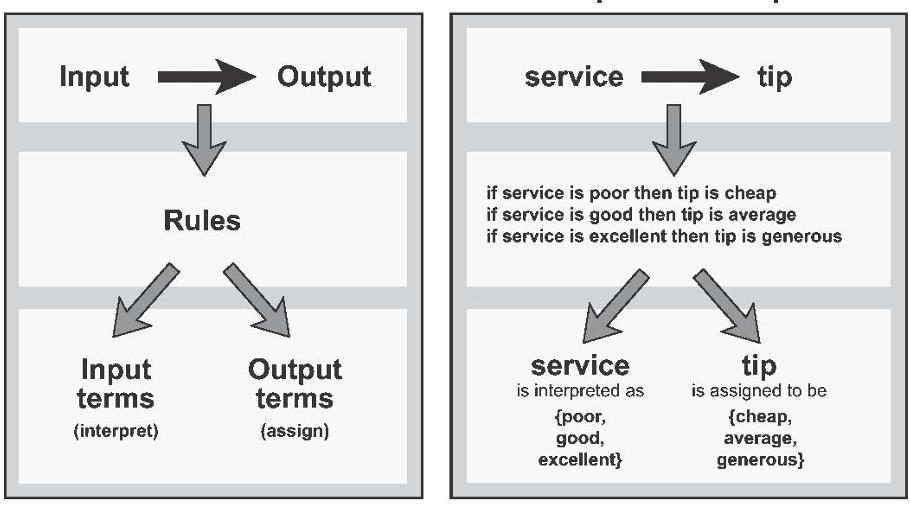 Input Output
Rules
Input
terms
(interpret)
Output
terms
(assign)
service tip
if service is poor then tip is cheap
if service is good then tip is average
if service is excellent then tip is generous
service
is interpreted as
{poor,
good,
excellent}
tip
is assigned to be
{cheap,
average,
generous}